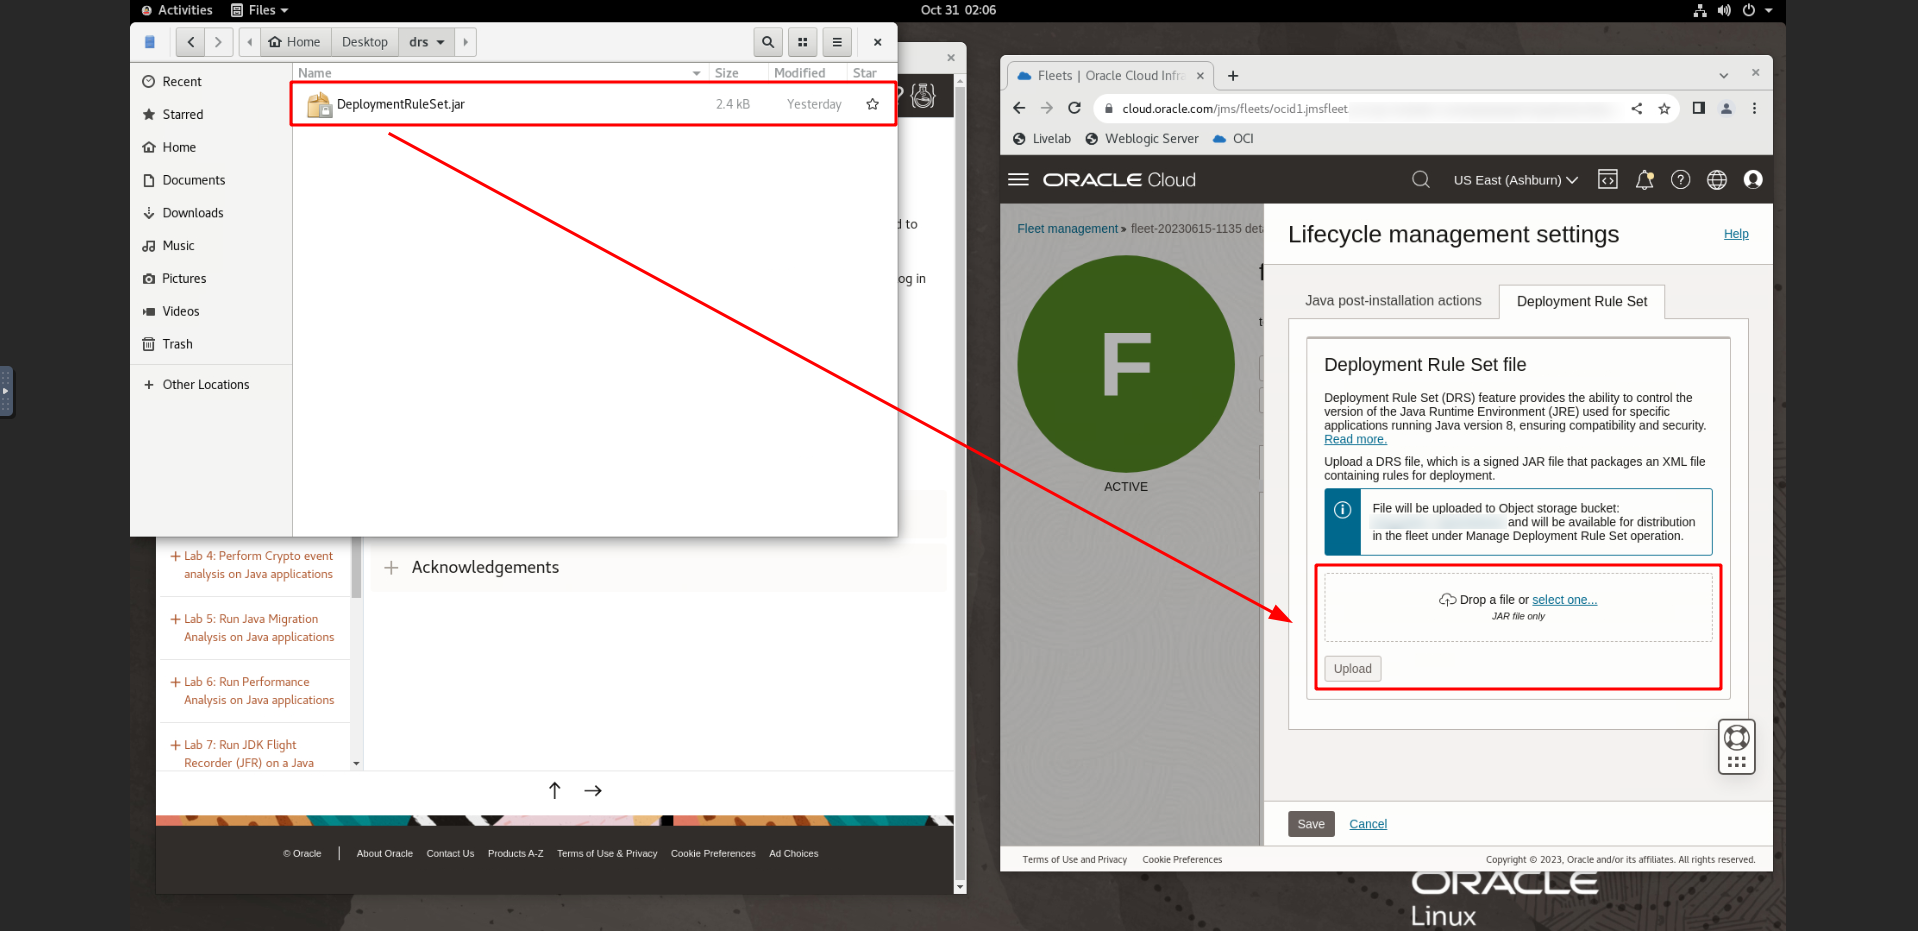 Activities
Files
Oct 31 02:06
Home
Desktop
drs
Name
Size
Modified
Star
DeploymentRuleSet.jar
2.4 kB
Yesterday
Recent
Starred
Home
Documents
Downloads
Music
Pictures
Videos
Trash
+ Other Locations
+ Lab 4: Perform Crypto event
analysis on Java applications
+ Lab 5: Run Java Migration
Analysis on Java applications
+ Lab 6: Run Performance
Analysis on Java applications
+ Lab 7: Run JDK Flight
Recorder (JFR) on a Java
+ Acknowledgements
to
og in
© Oracle
About Oracle
Contact Us
Products A-Z
Terms of Use & Privacy
Cookie Preferences
Ad Choices
Fleets | Oracle Cloud Infra
cloud.oracle.com/jms/fleets/ocid1.jmsfleet
Livelab
Weblogic Server
OCI
ORACLE Cloud
US East (Ashburn)
Fleet management » fleet-20230615-1135 deta
F
ACTIVE
Lifecycle management settings
Help
Java post-installation actions
Deployment Rule Set
Deployment Rule Set file
Deployment Rule Set (DRS) feature provides the ability to control the
version of the Java Runtime Environment (JRE) used for specific
applications running Java version 8, ensuring compatibility and security.
Read more.
Upload a DRS file, which is a signed JAR file that packages an XML file
containing rules for deployment.
File will be uploaded to Object storage bucket:
and will be available for distribution
in the fleet under Manage Deployment Rule Set operation.
Drop a file or select one...
JAR file only
Upload
Save
Cancel
Terms of Use and Privacy
Cookie Preferences
Copyright © 2023, Oracle and/or its affiliates. All rights reserved.
ORACLE
Linux